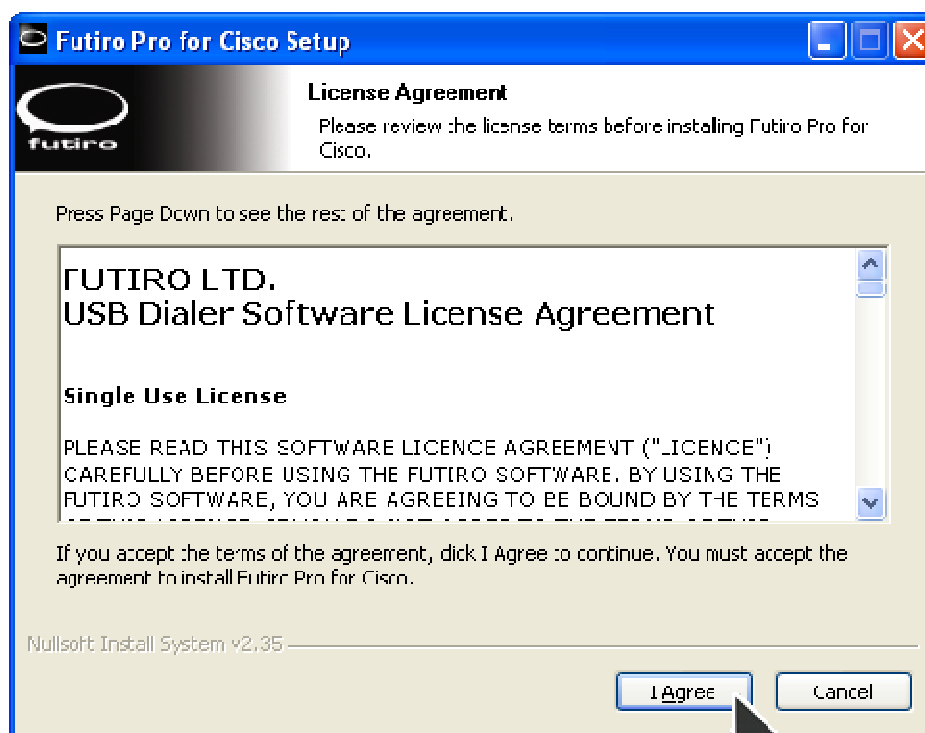 Futiro Pro for Cisco Setup
futiro
License Agreement
Please review the license terms before instaling Futiro Pro for
Cisco.
Press Page Down to see the rest of the agreement.
FUTIRO LTD.
USB Dialer Software License Agreement
Single Use License
PLEASE READ THIS SOFTWARE LICENCE AGREEMENT ("LICENCE")
CAREFULLY BEFORE USING THE FUTIRO SOFTWARE. BY USING THE
FUTIRO SOFTWARE, YOU ARE AGREEING TO BE BOUND BY THE TERMS
If you accept the terms of the agreement, click I Agree to continue. You must accept the
agreement to install Futiro Pro for Cisco.
Nullsoft Install System v2.35
I Agree
Cancel